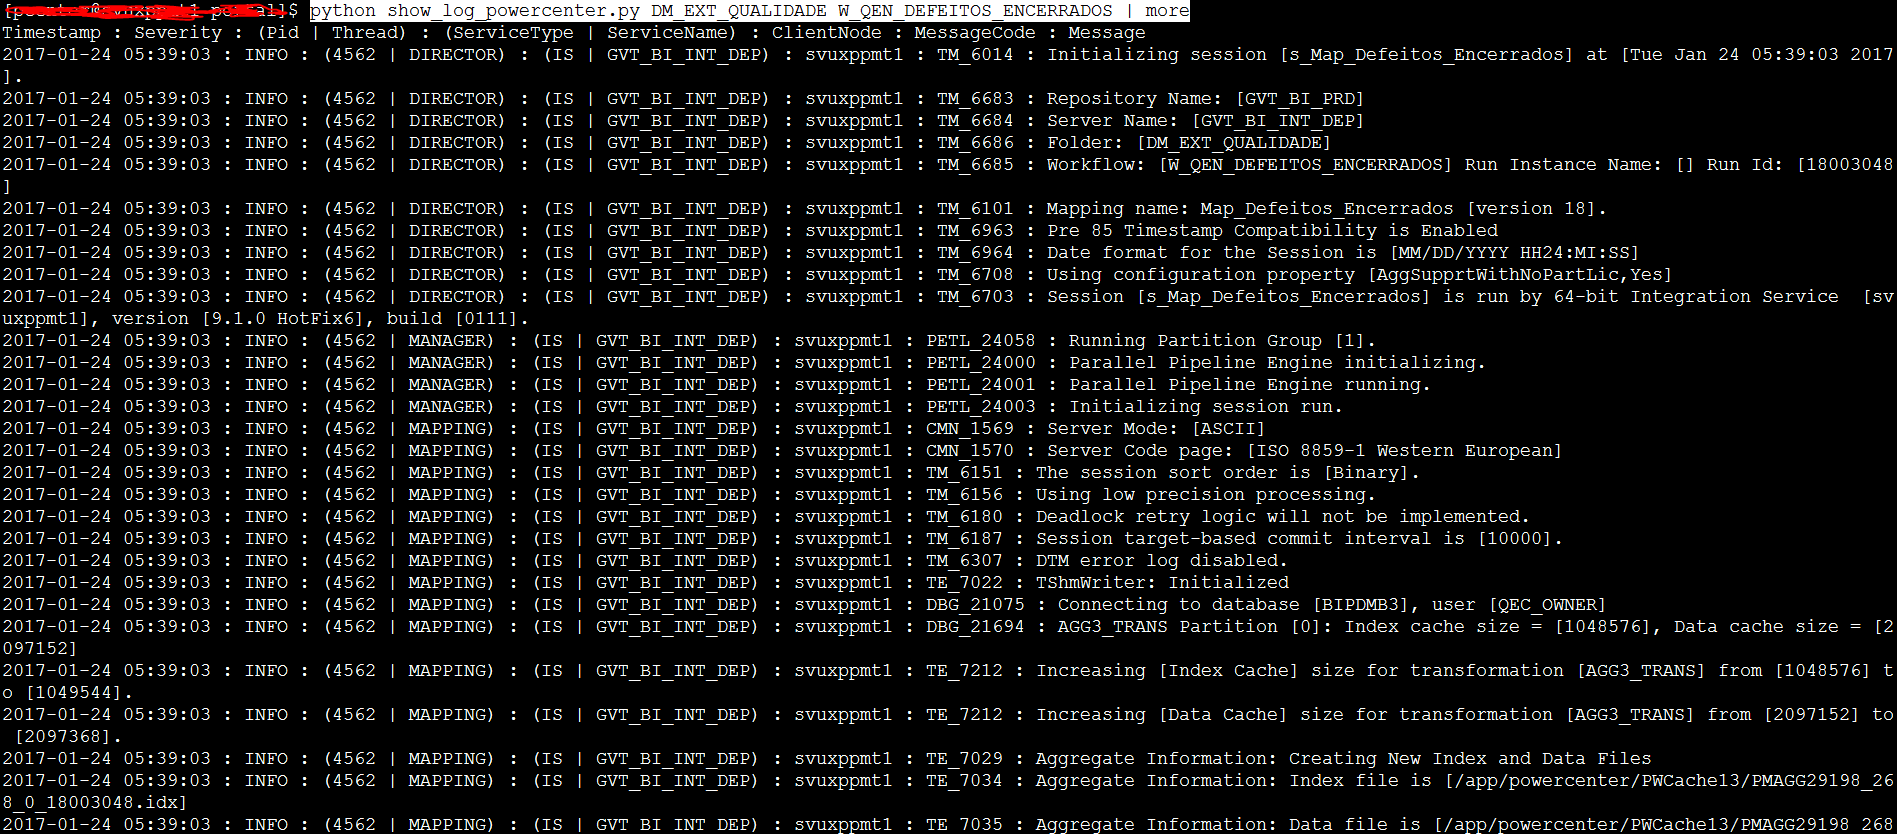 $ python show_log_powercenter.py DM_EXT_QUALIDADE W_QEN_DEFEITOS_ENCERRADOS | more
Timestamp : Severity : (Pid | Thread) : (ServiceType | ServiceName) : ClientNode : MessageCode : Message
2017-01-24 05:39:03 : INFO : (4562 | DIRECTOR) : (IS | GVT_BI_INT_DEP) : svuxppmt1 : TM_6014 : Initializing session [s_Map_Defeitos_Encerrados] at [Tue Jan 24 05:39:03 2017
].
2017-01-24 05:39:03 : INFO : (4562 | DIRECTOR) : (IS | GVT_BI_INT_DEP) : svuxppmt1 : TM_6683 : Repository Name: [GVT_BI_PRD]
2017-01-24 05:39:03 : INFO : (4562 | DIRECTOR) : (IS | GVT_BI_INT_DEP) : svuxppmt1 : TM_6684 : Server Name: [GVT_BI_INT_DEP]
2017-01-24 05:39:03 : INFO : (4562 | DIRECTOR) : (IS | GVT_BI_INT_DEP) : svuxppmt1 : TM_6686 : Folder: [DM_EXT_QUALIDADE]
2017-01-24 05:39:03 : INFO : (4562 | DIRECTOR) : (IS | GVT_BI_INT_DEP) : svuxppmt1 : TM_6685 : Workflow: [W_QEN_DEFEITOS_ENCERRADOS] Run Instance Name: [] Run Id: [18003048
]
2017-01-24 05:39:03 : INFO : (4562 | DIRECTOR) : (IS | GVT_BI_INT_DEP) : svuxppmt1 : TM_6101 : Mapping name: Map_Defeitos_Encerrados [version 18].
2017-01-24 05:39:03 : INFO : (4562 | DIRECTOR) : (IS | GVT_BI_INT_DEP) : svuxppmt1 : TM_6963 : Pre 85 Timestamp Compatibility is Enabled
2017-01-24 05:39:03 : INFO : (4562 | DIRECTOR) : (IS | GVT_BI_INT_DEP) : svuxppmt1 : TM_6964 : Date format for the Session is [MM/DD/YYYY HH24:MI:SS]
2017-01-24 05:39:03 : INFO : (4562 | DIRECTOR) : (IS | GVT_BI_INT_DEP) : svuxppmt1 : TM_6708 : Using configuration property [AggSupprtWithNoPartLic,Yes]
2017-01-24 05:39:03 : INFO : (4562 | DIRECTOR) : (IS | GVT_BI_INT_DEP) : svuxppmt1 : TM_6703 : Session [s_Map_Defeitos_Encerrados] is run by 64-bit Integration Service  [sv
uxppmt1], version [9.1.0 HotFix6], build [0111].
2017-01-24 05:39:03 : INFO : (4562 | MANAGER) : (IS | GVT_BI_INT_DEP) : svuxppmt1 : PETL_24058 : Running Partition Group [1].
2017-01-24 05:39:03 : INFO : (4562 | MANAGER) : (IS | GVT_BI_INT_DEP) : svuxppmt1 : PETL_24000 : Parallel Pipeline Engine initializing.
2017-01-24 05:39:03 : INFO : (4562 | MANAGER) : (IS | GVT_BI_INT_DEP) : svuxppmt1 : PETL_24001 : Parallel Pipeline Engine running.
2017-01-24 05:39:03 : INFO : (4562 | MANAGER) : (IS | GVT_BI_INT_DEP) : svuxppmt1 : PETL_24003 : Initializing session run.
2017-01-24 05:39:03 : INFO : (4562 | MAPPING) : (IS | GVT_BI_INT_DEP) : svuxppmt1 : CMN_1569 : Server Mode: [ASCII]
2017-01-24 05:39:03 : INFO : (4562 | MAPPING) : (IS | GVT_BI_INT_DEP) : svuxppmt1 : CMN_1570 : Server Code page: [ISO 8859-1 Western European]
2017-01-24 05:39:03 : INFO : (4562 | MAPPING) : (IS | GVT_BI_INT_DEP) : svuxppmt1 : TM_6151 : The session sort order is [Binary].
2017-01-24 05:39:03 : INFO : (4562 | MAPPING) : (IS | GVT_BI_INT_DEP) : svuxppmt1 : TM_6156 : Using low precision processing.
2017-01-24 05:39:03 : INFO : (4562 | MAPPING) : (IS | GVT_BI_INT_DEP) : svuxppmt1 : TM_6180 : Deadlock retry logic will not be implemented.
2017-01-24 05:39:03 : INFO : (4562 | MAPPING) : (IS | GVT_BI_INT_DEP) : svuxppmt1 : TM_6187 : Session target-based commit interval is [10000].
2017-01-24 05:39:03 : INFO : (4562 | MAPPING) : (IS | GVT_BI_INT_DEP) : svuxppmt1 : TM_6307 : DTM error log disabled.
2017-01-24 05:39:03 : INFO : (4562 | MAPPING) : (IS | GVT_BI_INT_DEP) : svuxppmt1 : TE_7022 : TShmWriter: Initialized
2017-01-24 05:39:03 : INFO : (4562 | MAPPING) : (IS | GVT_BI_INT_DEP) : svuxppmt1 : DBG_21075 : Connecting to database [BIPDMB3], user [QEC_OWNER]
2017-01-24 05:39:03 : INFO : (4562 | MAPPING) : (IS | GVT_BI_INT_DEP) : svuxppmt1 : DBG_21694 : AGG3_TRANS Partition [0]: Index cache size = [1048576], Data cache size = [2
097152]
2017-01-24 05:39:03 : INFO : (4562 | MAPPING) : (IS | GVT_BI_INT_DEP) : svuxppmt1 : TE_7212 : Increasing [Index Cache] size for transformation [AGG3_TRANS] from [1048576] t
o [1049544].
2017-01-24 05:39:03 : INFO : (4562 | MAPPING) : (IS | GVT_BI_INT_DEP) : svuxppmt1 : TE_7212 : Increasing [Data Cache] size for transformation [AGG3_TRANS] from [2097152] to
 [2097368].
2017-01-24 05:39:03 : INFO : (4562 | MAPPING) : (IS | GVT_BI_INT_DEP) : svuxppmt1 : TE_7029 : Aggregate Information: Creating New Index and Data Files
2017-01-24 05:39:03 : INFO : (4562 | MAPPING) : (IS | GVT_BI_INT_DEP) : svuxppmt1 : TE_7034 : Aggregate Information: Index file is [/app/powercenter/PWCache13/PMAGG29198_26
8_0_18003048.idx]
2017-01-24 05:39:03 : INFO : (4562 | MAPPING) : (IS | GVT_BI_INT_DEP) : svuxppmt1 : TE_7035 : Aggregate Information: Data file is [/app/powercenter/PWCache13/PMAGG29198_268